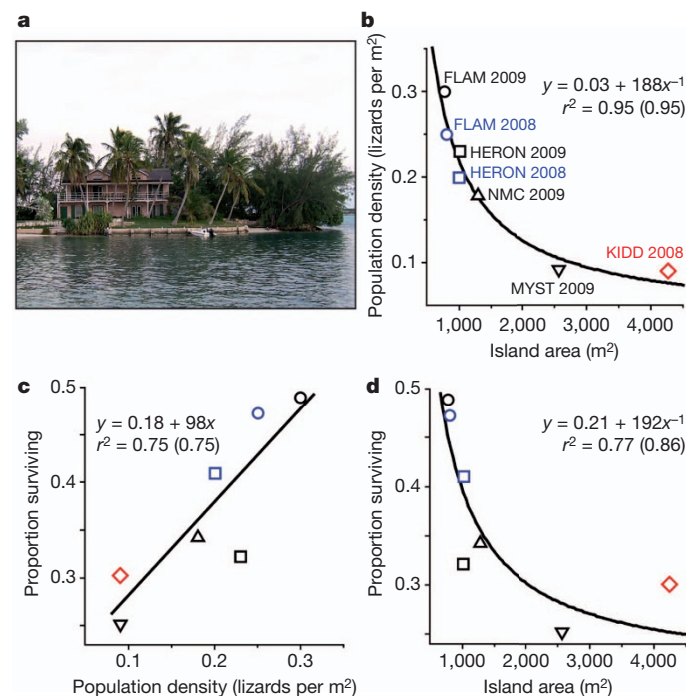 a
b
Population density (lizards per m²)
0.3
0.2
0.1
FLAM 2009
FLAM 2008
HERON 2009
HERON 2008
NMC 2009
MYST 2009
KIDD 2008
y = 0.03 + 188x⁻¹
r² = 0.95 (0.95)
1,000 2,000 3,000 4,000
Island area (m²)
c
Proportion surviving
0.5
0.4
0.3
y = 0.18 + 98x
r² = 0.75 (0.75)
0.1 0.2 0.3
Population density (lizards per m²)
d
Proportion surviving
0.5
0.4
0.3
y = 0.21 + 192x⁻¹
r² = 0.77 (0.86)
1,000 2,000 3,000 4,000
Island area (m²)